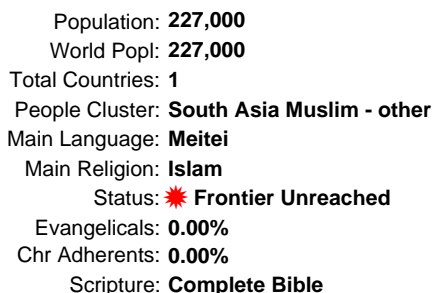 Population: 227,000
World Popl: 227,000
Total Countries: 1
People Cluster: South Asia Muslim - other
Main Language: Meitei
Main Religion: Islam
Status: Frontier Unreached
Evangelicals: 0.00%
Chr Adherents: 0.00%
Scripture: Complete Bible